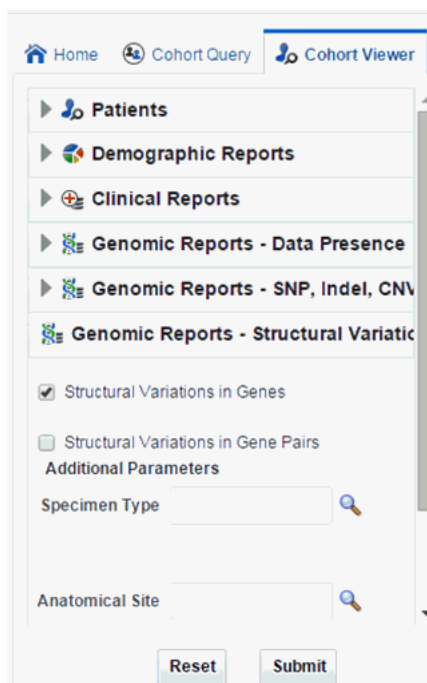 Home Cohort Query Cohort Viewer
Patients
Demographic Reports
Clinical Reports
Genomic Reports - Data Presence
Genomic Reports - SNP, Indel, CNV
Genomic Reports - Structural Variatic
Structural Variations in Genes
Structural Variations in Gene Pairs
Additional Parameters
Specimen Type
Anatomical Site
Reset Submit